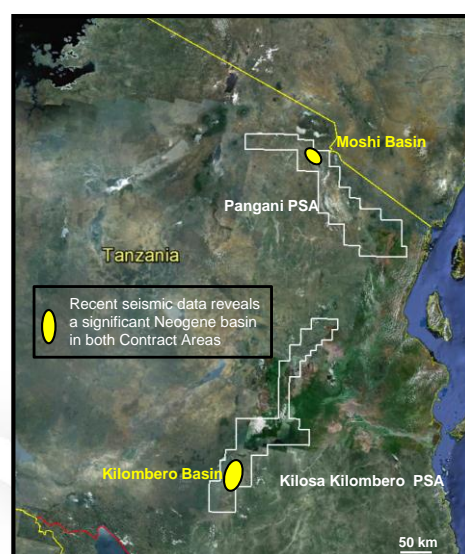 Moshi Basin
Pangani PSA
Tanzania
Recent seismic data reveals
a significant Neogene basin
in both Contract Areas
Kilombero Basin
Kilosa Kilombero PSA
50 km